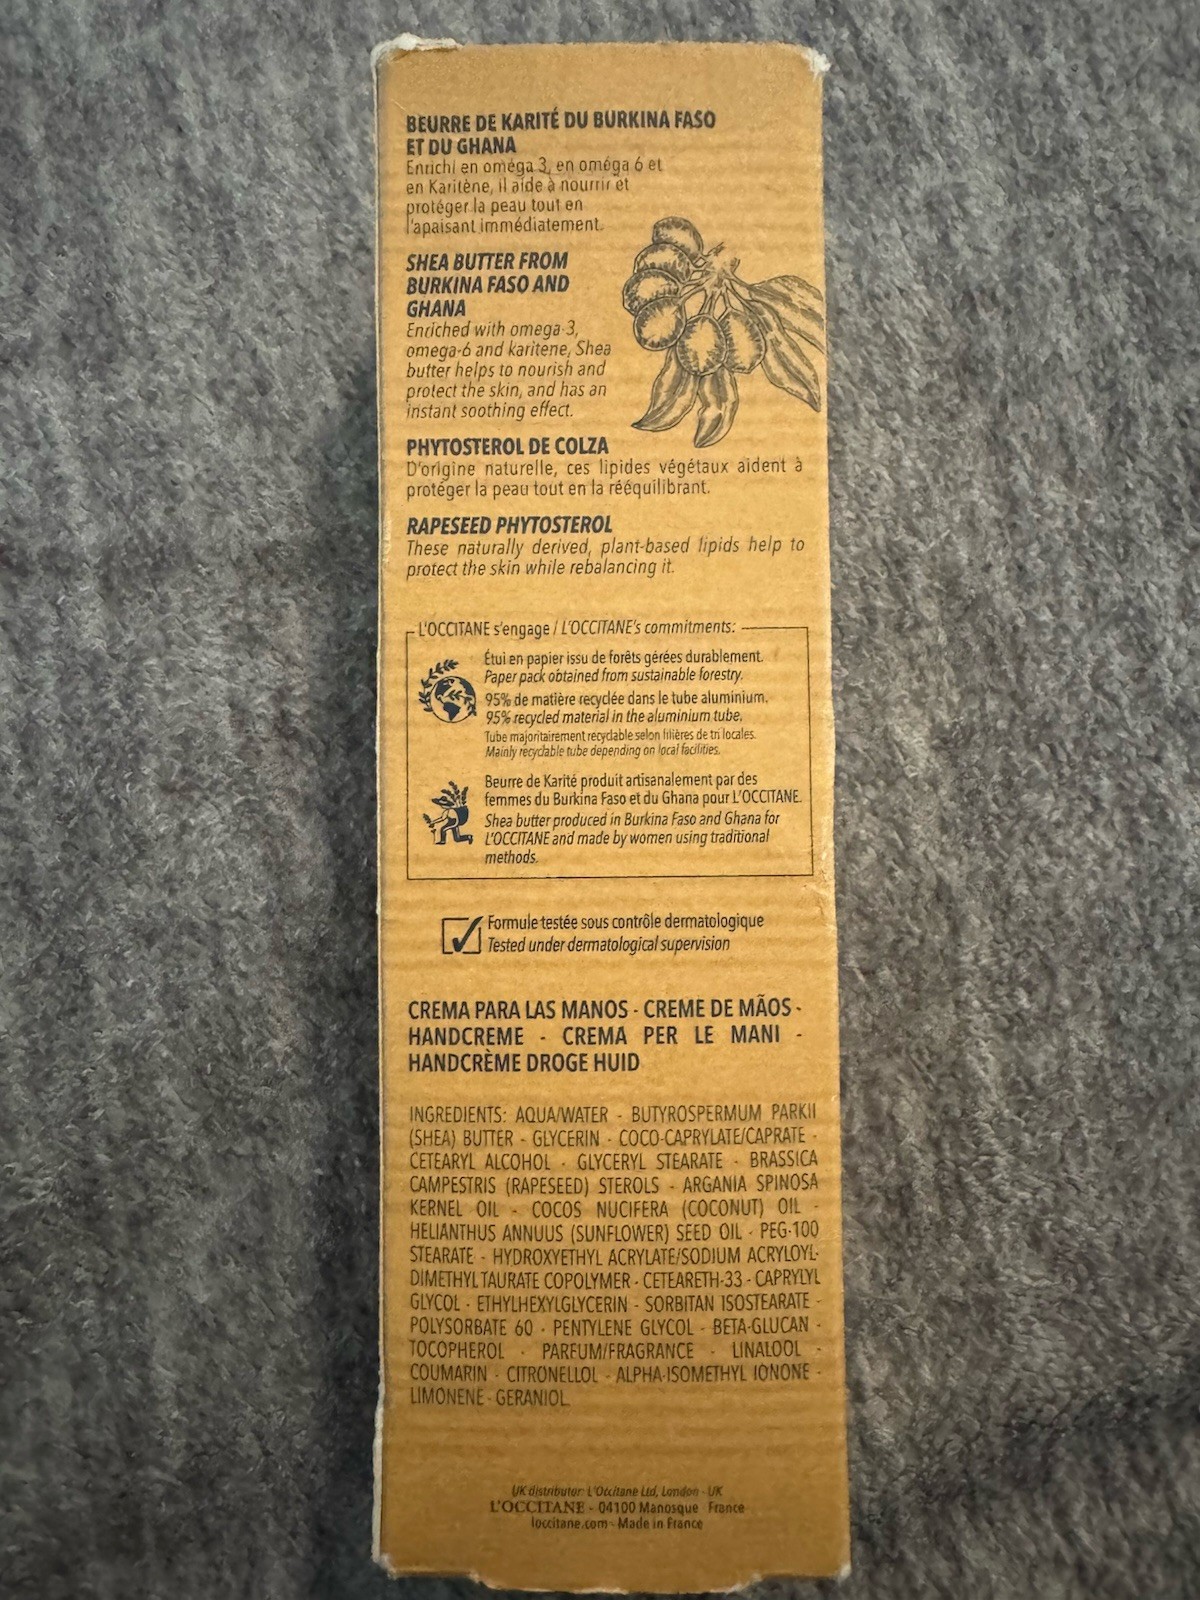 BEURRE DE KARITÉ DU BURKINA FASO
ET DU GHANA
Enrichi en oméga 3, en oméga 6 et
en Karitène, il aide à nourrir et
protéger la peau tout en
l'apaisant immédiatement.
SHEA BUTTER FROM
BURKINA FASO AND
GHANA
Enriched with omega-3,
omega-6 and karitene, Shea
butter helps to nourish and
protect the skin, and has an
instant soothing effect.
PHYTOSTEROL DE COLZA
D'origine naturelle, ces lipides végétaux aident à
protéger la peau tout en la rééquilibrant.
RAPESEED PHYTOSTEROL
These naturally derived, plant-based lipids help to
protect the skin while rebalancing it.
L'OCCITANE s'engage / L'OCCITANE's commitments:
Étui en papier issu de forêts gérées durablement.
Paper pack obtained from sustainable forestry.
95% de matière recyclée dans le tube aluminium.
95% recycled material in the aluminium tube.
Tube majoritairement recyclable selon filières de tri locales.
Mainly recyclable tube depending on local facilities.
Beurre de Karité produit artisanalement par des
femmes du Burkina Faso et du Ghana pour L'OCCITANE.
Shea butter produced in Burkina Faso and Ghana for
L'OCCITANE and made by women using traditional
methods.
Formule testée sous contrôle dermatologique
Tested under dermatological supervision
CREMA PARA LAS MANOS - CREME DE MÃOS -
HANDCREME - CREMA PER LE MANI -
HANDCRÈME DROGE HUID
INGREDIENTS: AQUA/WATER - BUTYROSPERMUM PARKII
(SHEA) BUTTER - GLYCERIN - COCO-CAPRYLATE/CAPRATE -
CETEARYL ALCOHOL - GLYCERYL STEARATE - BRASSICA
CAMPESTRIS (RAPESEED) STEROLS - ARGANIA SPINOSA
KERNEL OIL - COCOS NUCIFERA (COCONUT) OIL -
HELIANTHUS ANNUUS (SUNFLOWER) SEED OIL - PEG-100
STEARATE - HYDROXYETHYL ACRYLATE/SODIUM ACRYLOYL-
DIMETHYL TAURATE COPOLYMER - CETEARETH-33 - CAPRYLYL
GLYCOL - ETHYLHEXYLGLYCERIN - SORBITAN ISOSTEARATE -
POLYSORBATE 60 - PENTYLENE GLYCOL - BETA-GLUCAN -
TOCOPHEROL - PARFUM/FRAGRANCE - LINALOOL -
COUMARIN - CITRONELLOL - ALPHA-ISOMETHYL IONONE -
LIMONENE - GERANIOL.
UK distributor: L'Occitane Ltd, London - UK
L'OCCITANE - 04100 Manosque France
loccitane.com - Made in France